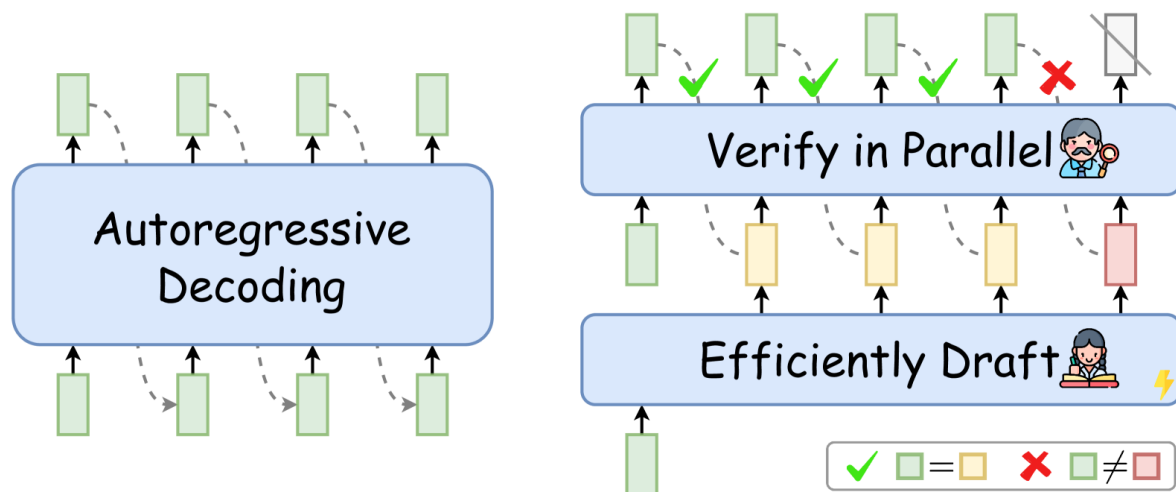 Autoregressive
Decoding
Verify in Parallel
Efficiently Draft
=
≠